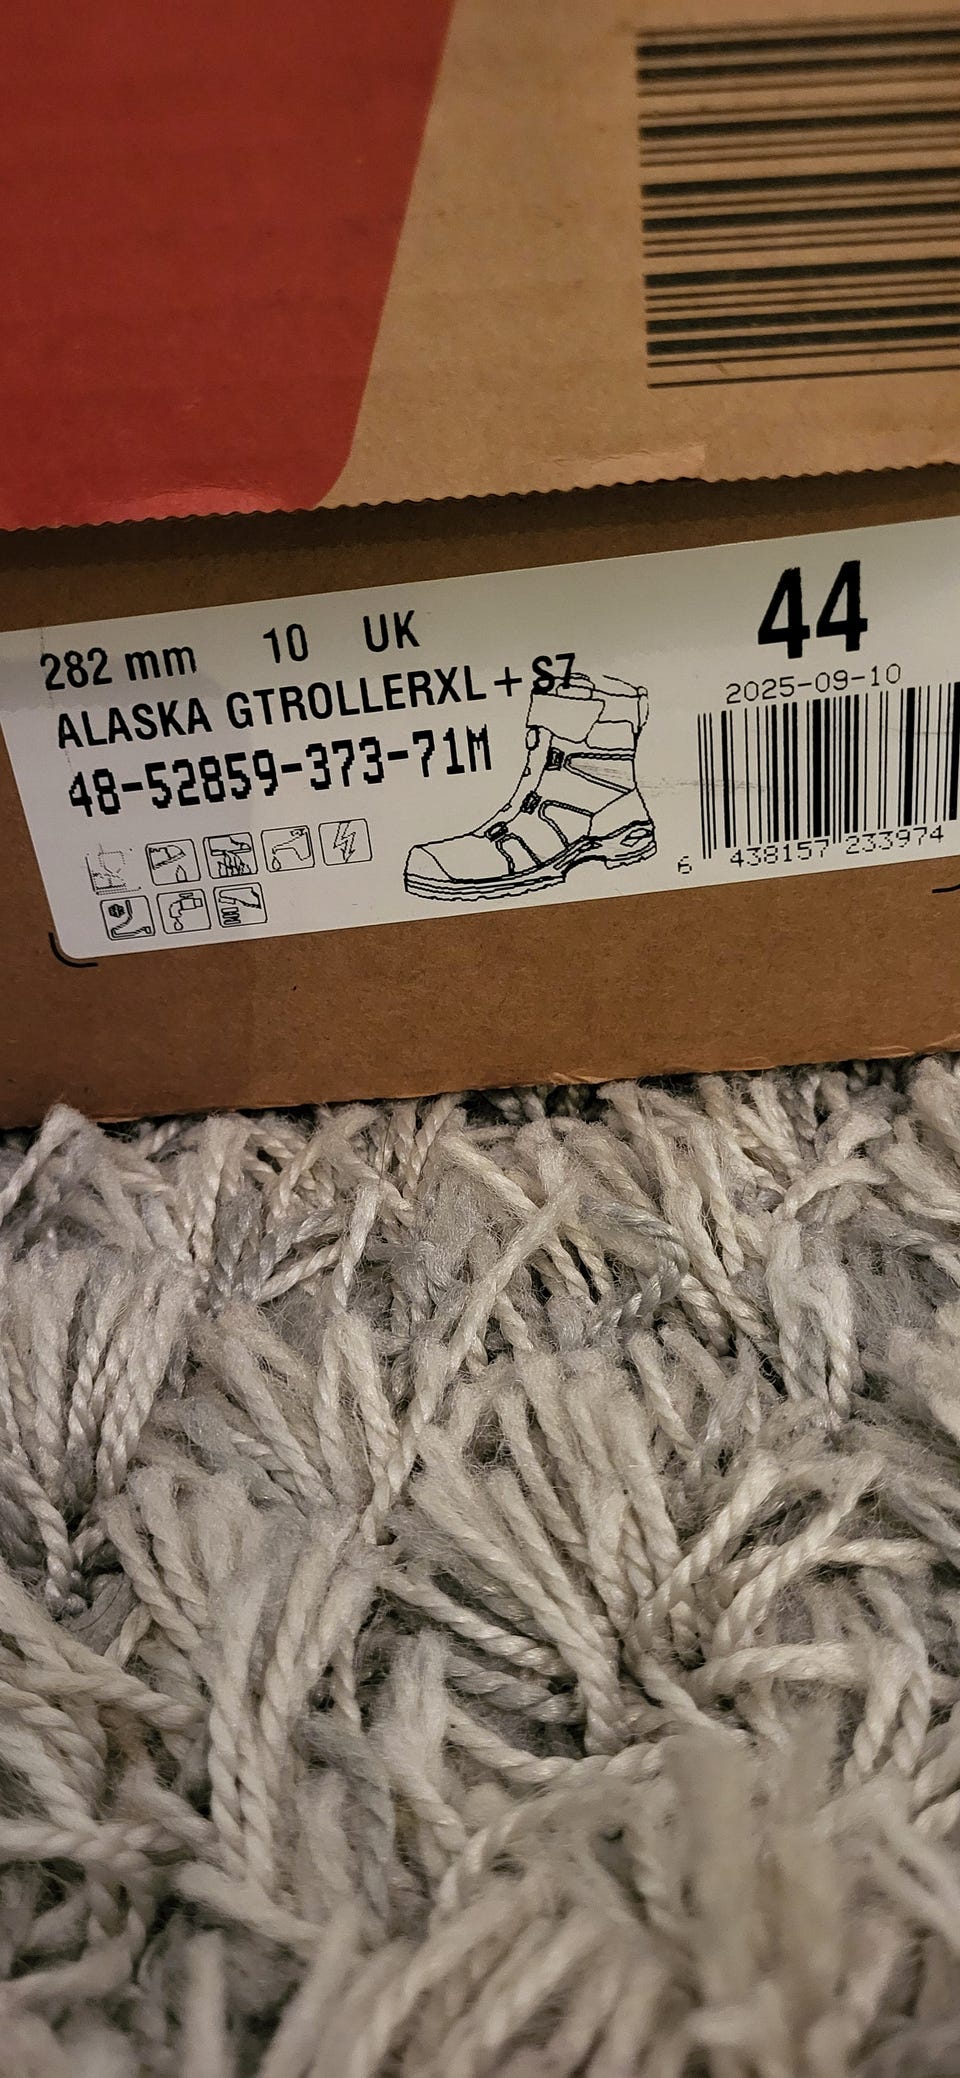 282 mm 10 UK 44
ALASKA GTROLLERXL+S7 2025-09-10
48-52859-373-71M
6 438157 233974